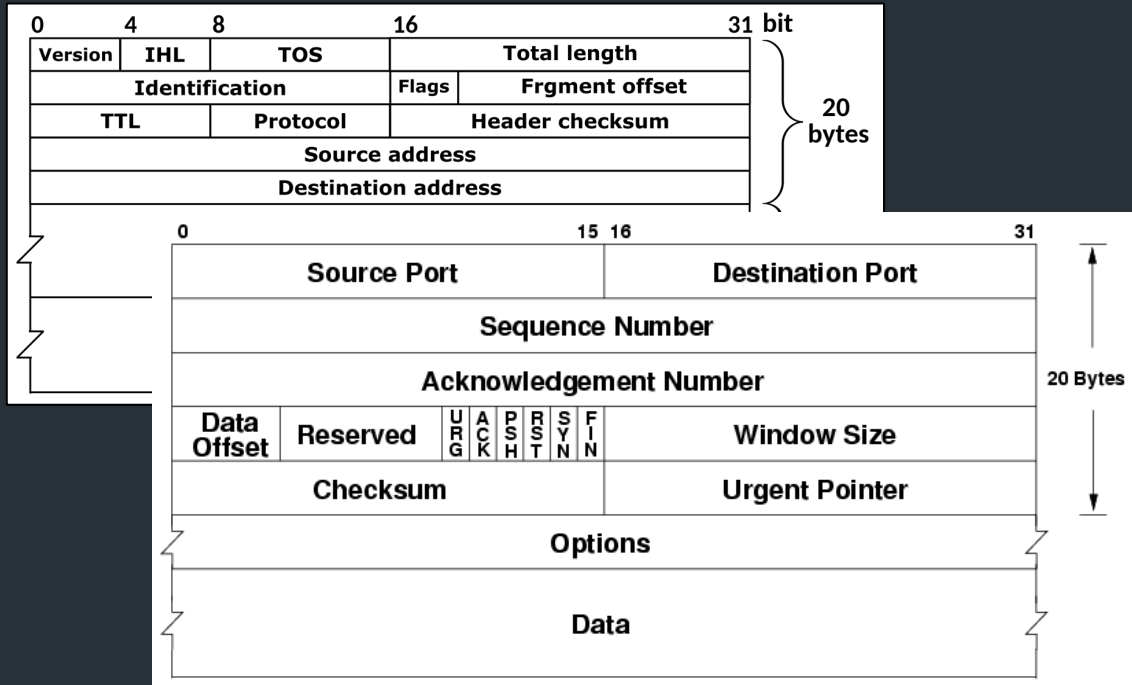 0 4 8 16 31 bit
Version IHL TOS Total length
Identification Flags Frgment offset
TTL Protocol Header checksum
Source address
Destination address
20
bytes
0 15 16 31
Source Port Destination Port
Sequence Number
Acknowledgement Number
Data
Offset Reserved URG ACK PSH RST SYN FIN Window Size
Checksum Urgent Pointer
20 Bytes
Options
Data